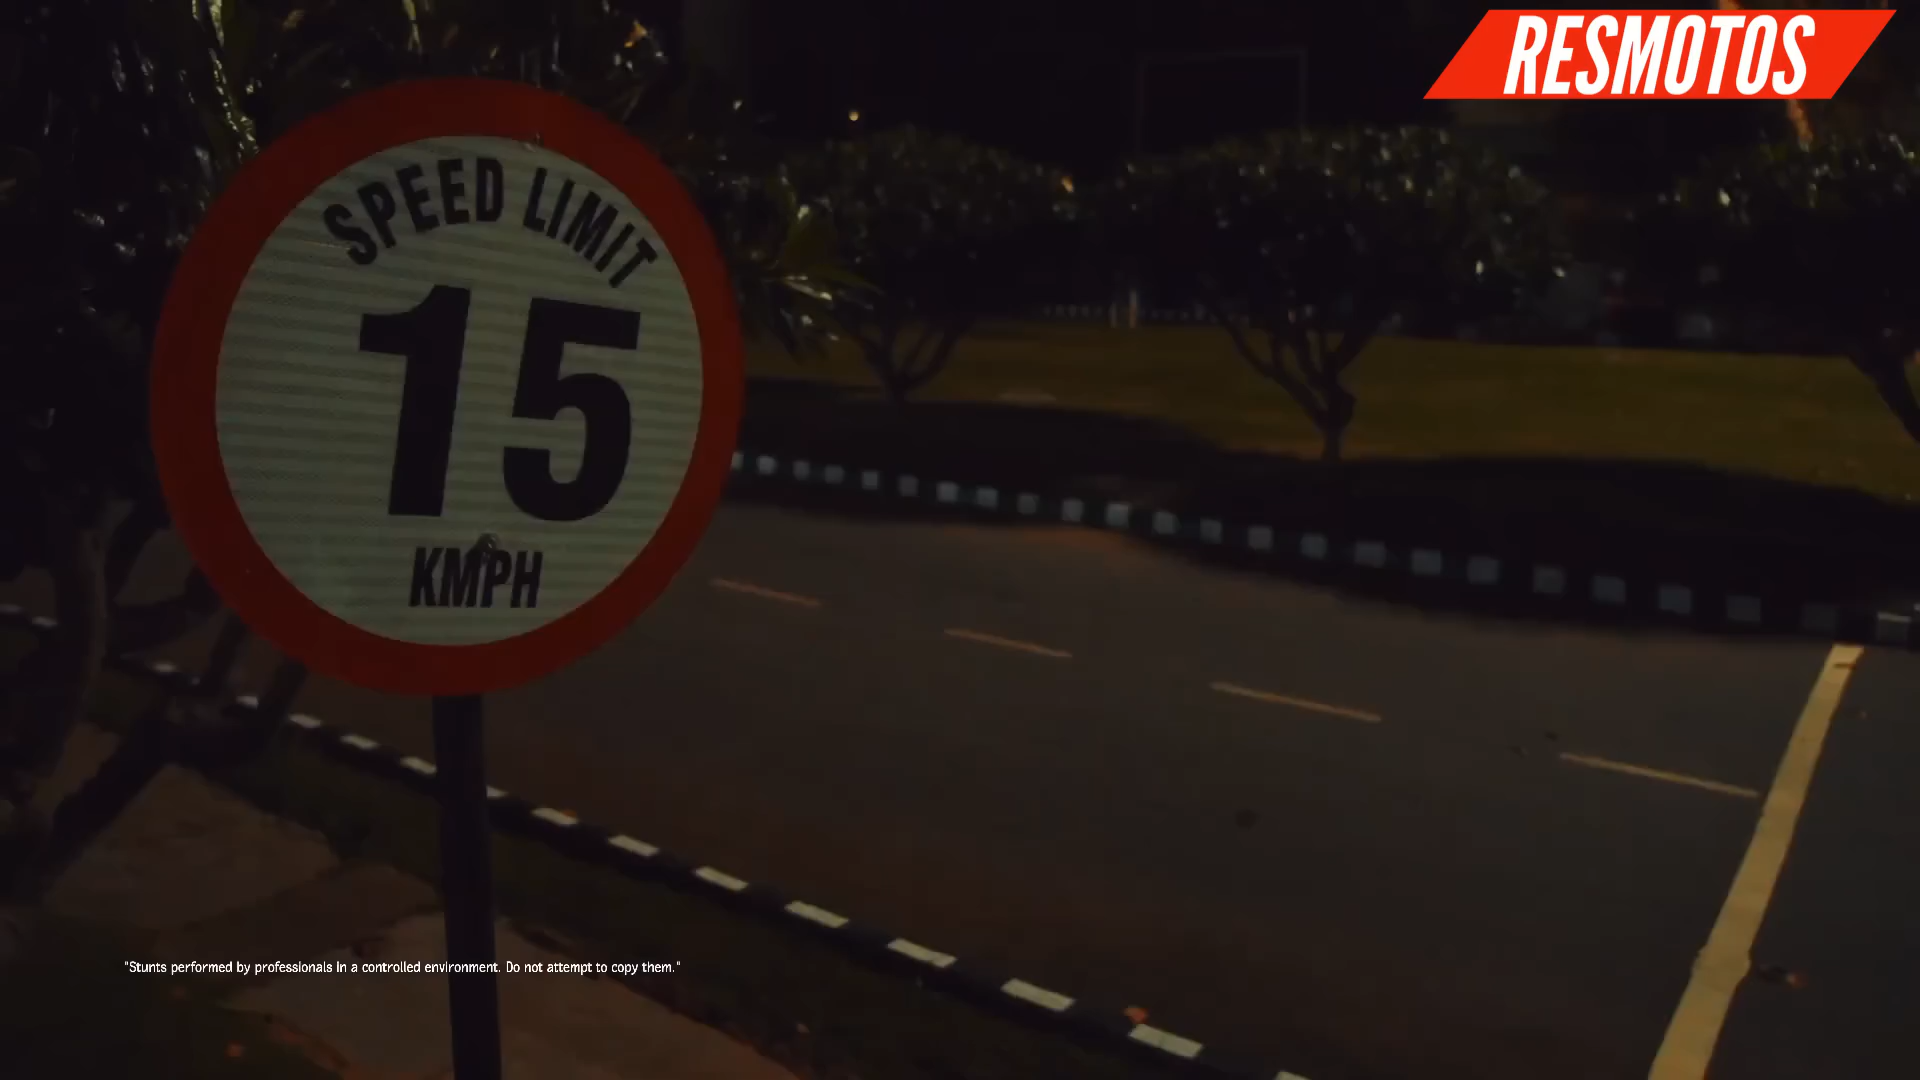 RESMOTOS
SPEED LIMIT
15
KMPH
"Stunts performed by professionals in a controlled environment. Do not attempt to copy them."